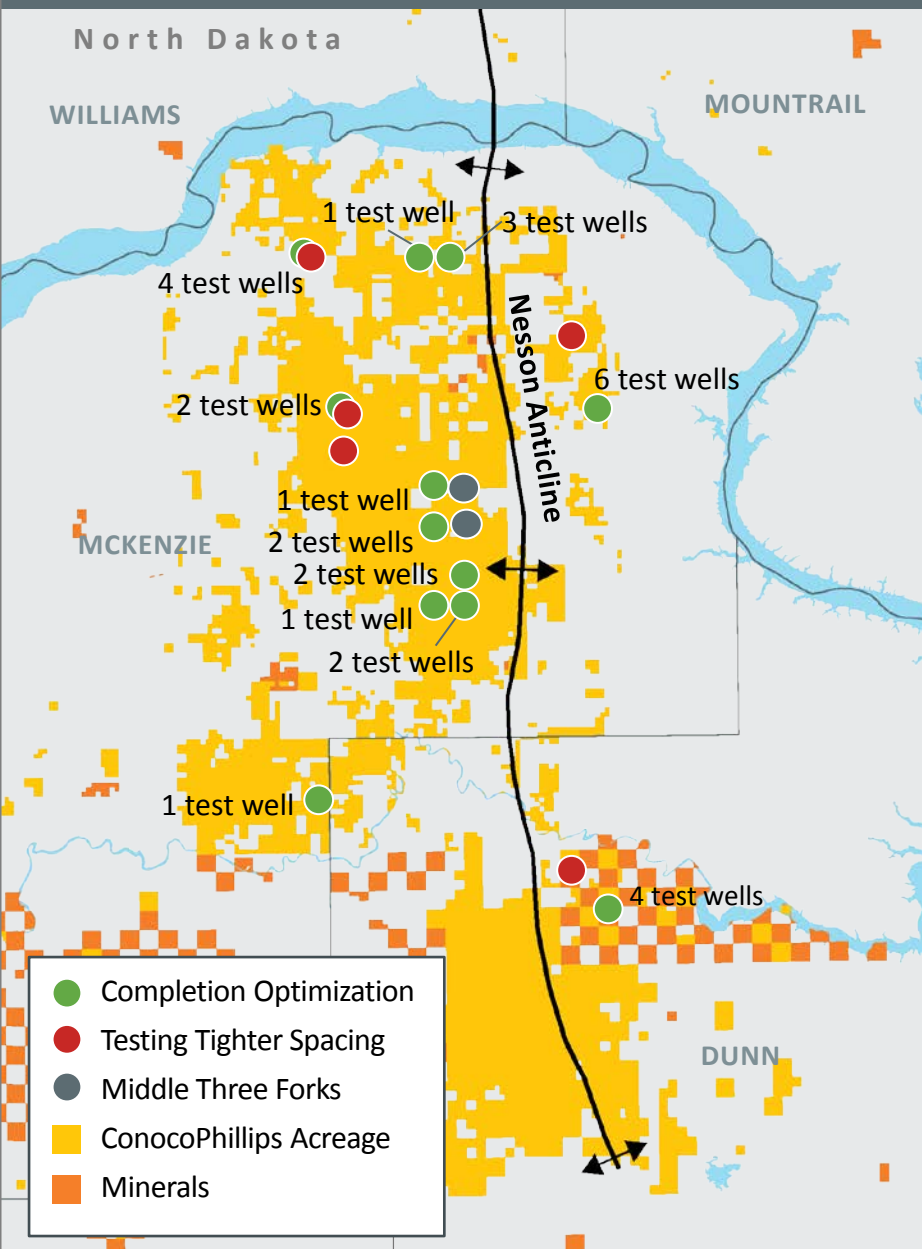 North Dakota
WILLIAMS
MOUNTRAIL
1 test well
3 test wells
4 test wells
Nesson Anticline
6 test wells
2 test wells
1 test well
MCKENZIE
2 test wells
2 test wells
1 test well
2 test wells
1 test well
4 test wells
Completion Optimization
Testing Tighter Spacing
Middle Three Forks
ConocoPhillips Acreage
Minerals
DUNN